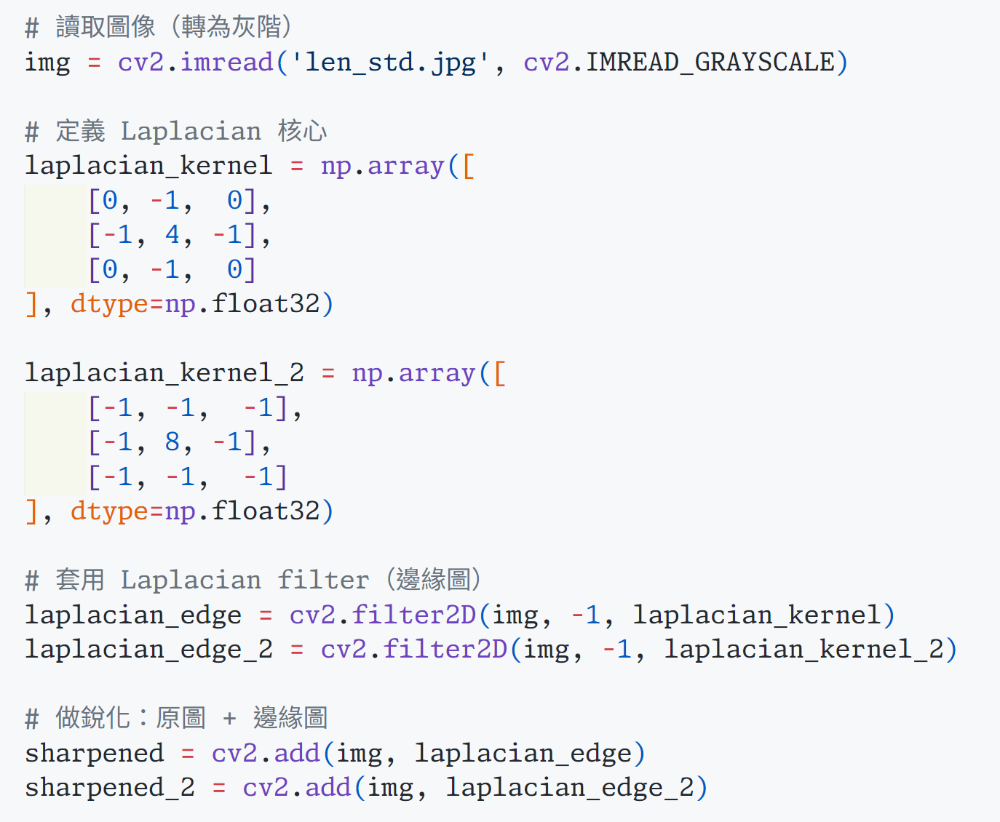 # 讀取圖像（轉為灰階）
img = cv2.imread('len_std.jpg', cv2.IMREAD_GRAYSCALE)

# 定義 Laplacian 核心
laplacian_kernel = np.array([
    [0, -1,  0],
    [-1, 4, -1],
    [0, -1,  0]
], dtype=np.float32)

laplacian_kernel_2 = np.array([
    [-1, -1,  -1],
    [-1, 8, -1],
    [-1, -1,  -1]
], dtype=np.float32)

# 套用 Laplacian filter（邊緣圖）
laplacian_edge = cv2.filter2D(img, -1, laplacian_kernel)
laplacian_edge_2 = cv2.filter2D(img, -1, laplacian_kernel_2)

# 做銳化：原圖 + 邊緣圖
sharpened = cv2.add(img, laplacian_edge)
sharpened_2 = cv2.add(img, laplacian_edge_2)